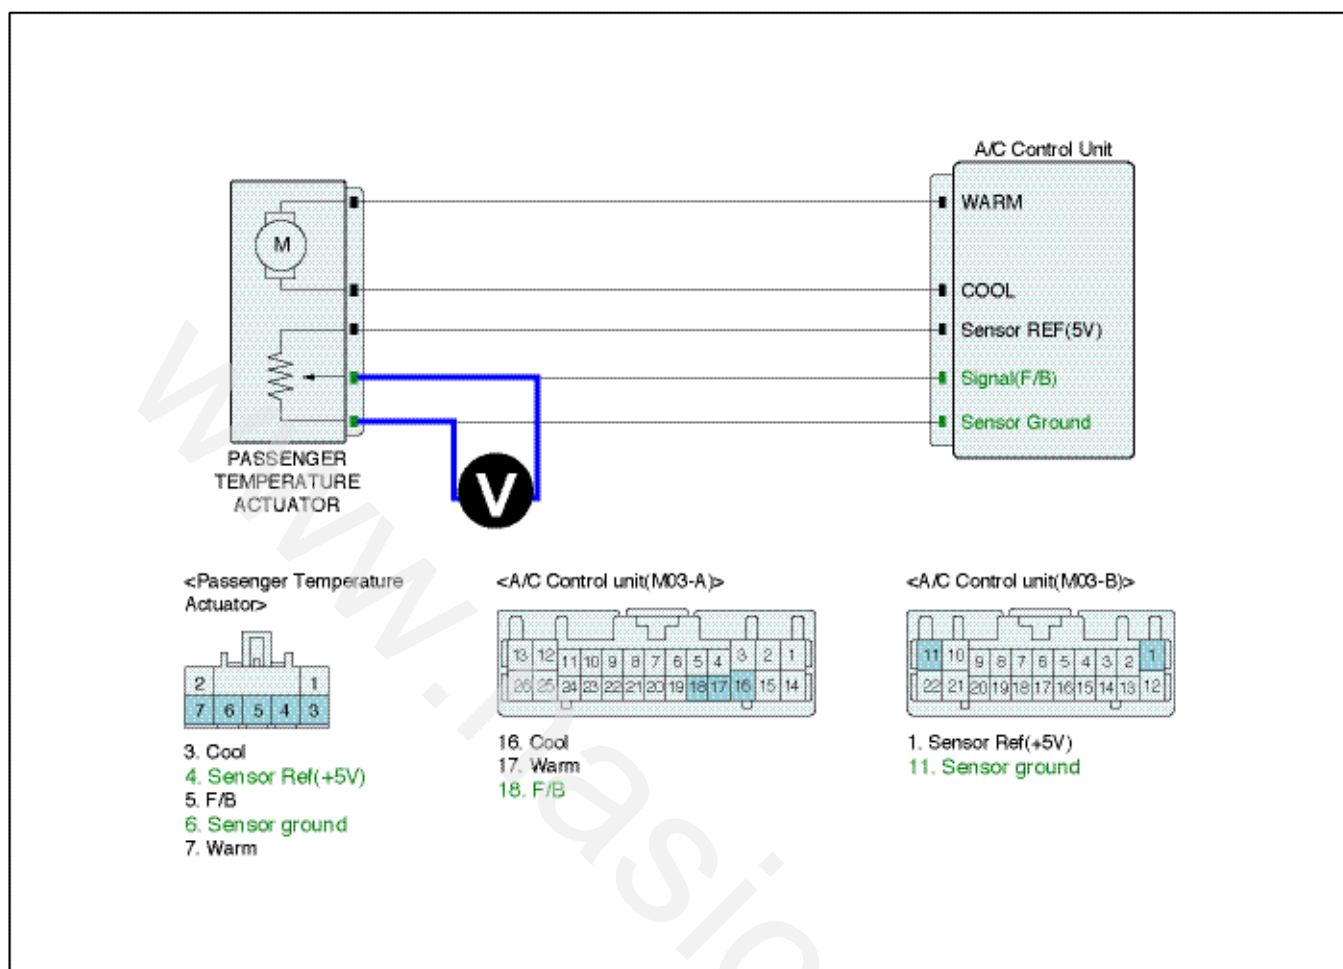 A/C Control Unit
WARM
M
COOL
Sensor REF(5V)
Signal(F/B)
Sensor Ground
PASSENGER
TEMPERATURE
ACTUATOR
V
<Passenger Temperature
Actuator>
<A/C Control unit(M03-A)>
<A/C Control unit(M03-B)>
2 1
7 6 5 4 3
13 12 11 10 9 8 7 6 5 4 3 2 1
26 25 24 23 22 21 20 19 18 17 16 15 14
11 10 9 8 7 6 5 4 3 2 1
22 21 20 19 18 17 16 15 14 13 12
3. Cool
4. Sensor Ref(+5V)
5. F/B
6. Sensor ground
7. Warm
16. Cool
17. Warm
18. F/B
1. Sensor Ref(+5V)
11. Sensor ground